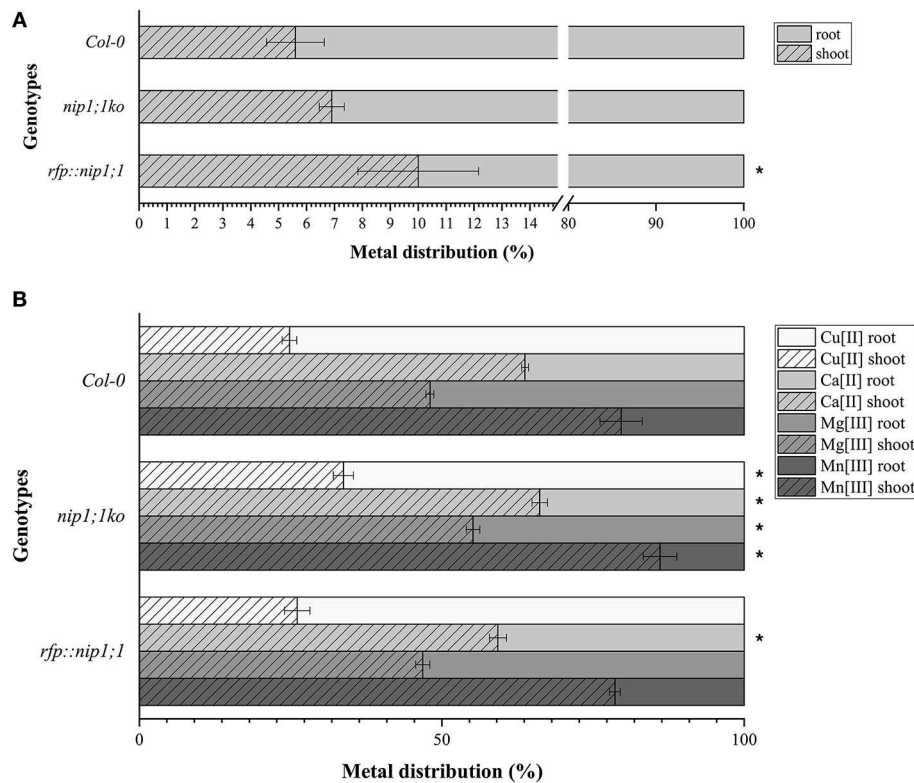 A
Genotypes
Col-0
nip1;1ko
rfp::nip1;1
*
root
shoot
0 1 2 3 4 5 6 7 8 9 10 11 12 13 14 80 90 100
Metal distribution (%)
B
Genotypes
Col-0
nip1;1ko
*
*
*
*
rfp::nip1;1
*
Cu[II] root
Cu[II] shoot
Ca[II] root
Ca[II] shoot
Mg[III] root
Mg[III] shoot
Mn[III] root
Mn[III] shoot
0 50 100
Metal distribution (%)